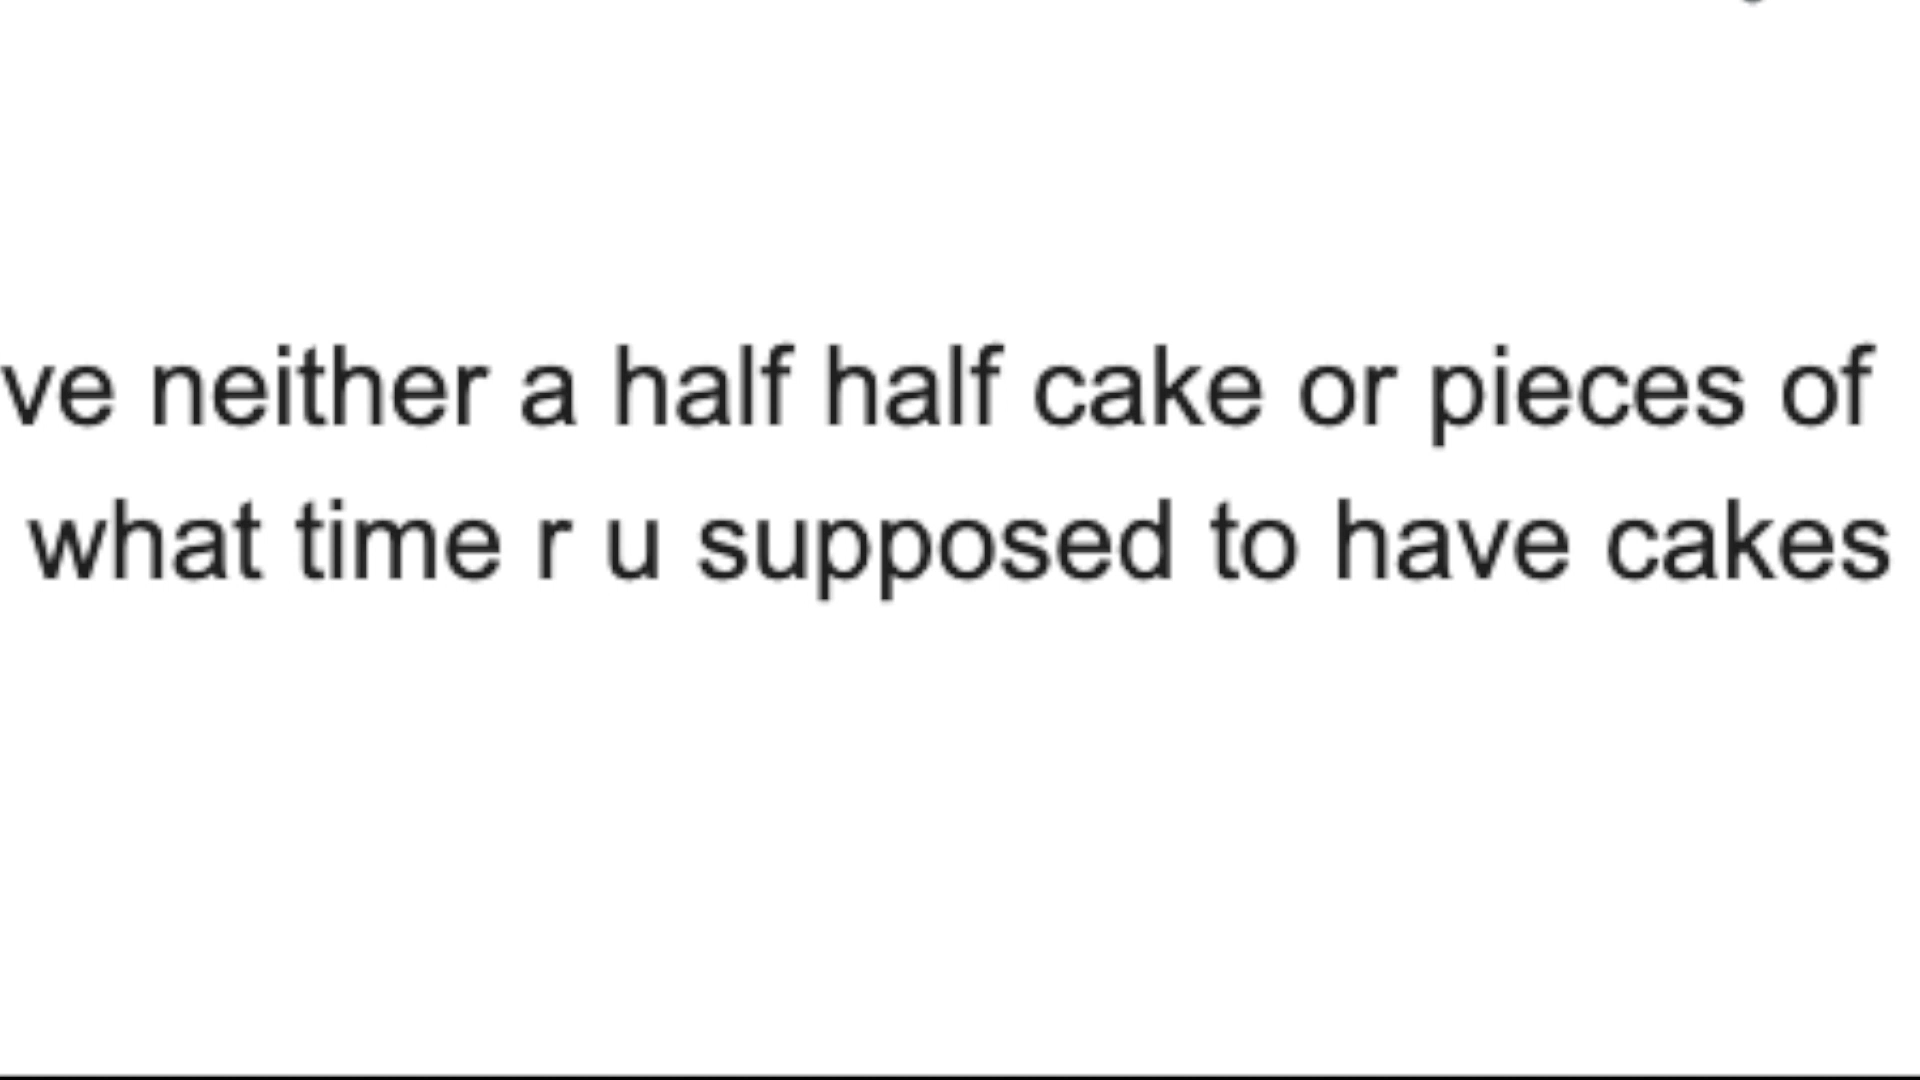 ve neither a half half cake or pieces of
what time r u supposed to have cakes